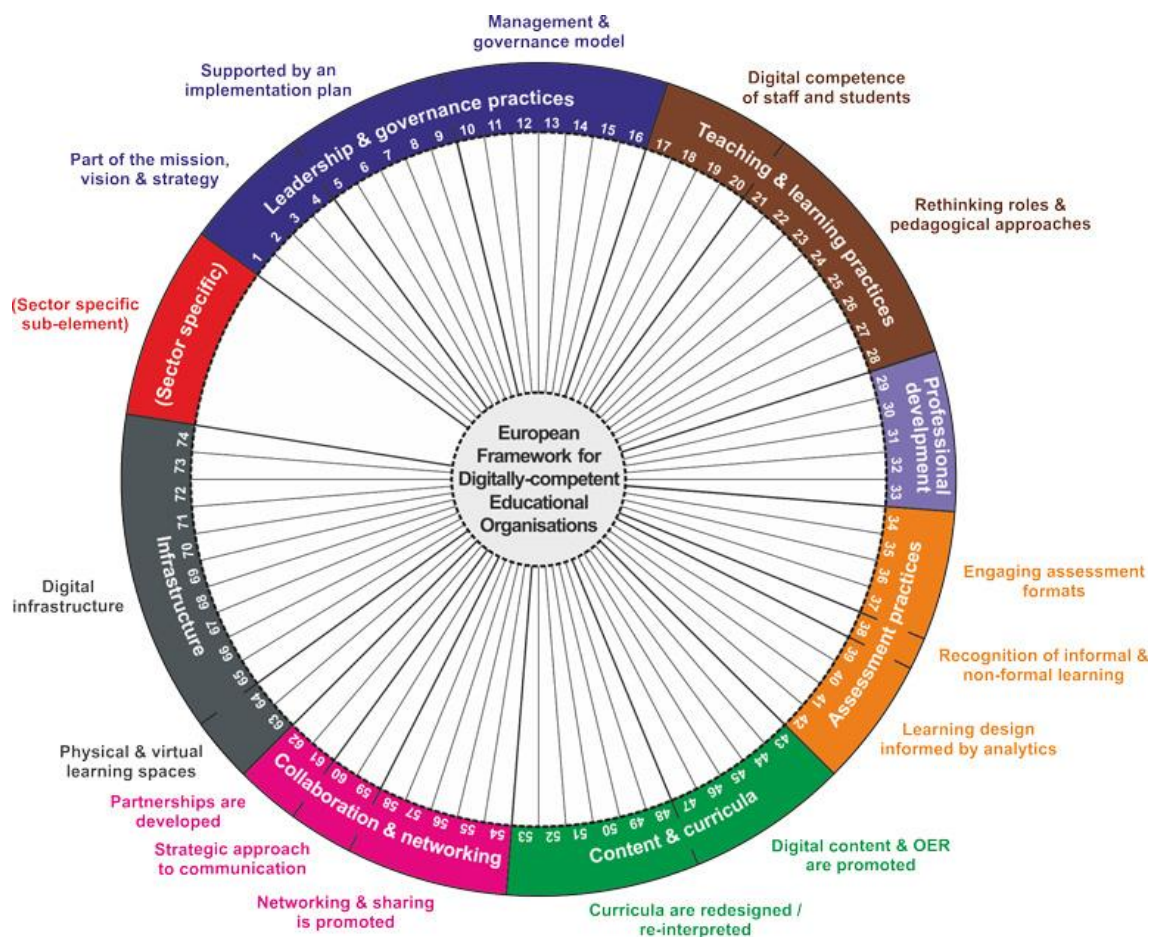 Management &
governance model
Supported by an
implementation plan
Part of the mission,
vision & strategy
Digital competence
of staff and students
Rethinking roles &
pedagogical approaches
(Sector specific
sub-element)
Leadership & governance practices
1 2 3 4 5 6 7 8 9 10 11 12 13 14 15 16
Teaching & learning practices
17 18 19 20 21 22 23 24 25 26 27 28
Professional
develpment
29 30 31 32 33
Assessment practices
34 35 36 37 38 39 40 41 42
Engaging assessment
formats
Recognition of informal &
non-formal learning
Learning design
informed by analytics
Content & curricula
43 44 45 46 47 48 49 50 51 52 53
Digital content & OER
are promoted
Curricula are redesigned /
re-interpreted
Collaboration & networking
54 55 56 57 58 59 60 61 62
Networking & sharing
is promoted
Strategic approach
to communication
Partnerships are
developed
Infrastructure
63 64 65 66 67 68 69 70 71 72 73 74
Physical & virtual
learning spaces
Digital
infrastructure
(Sector specific)
European
Framework for
Digitally-competent
Educational
Organisations